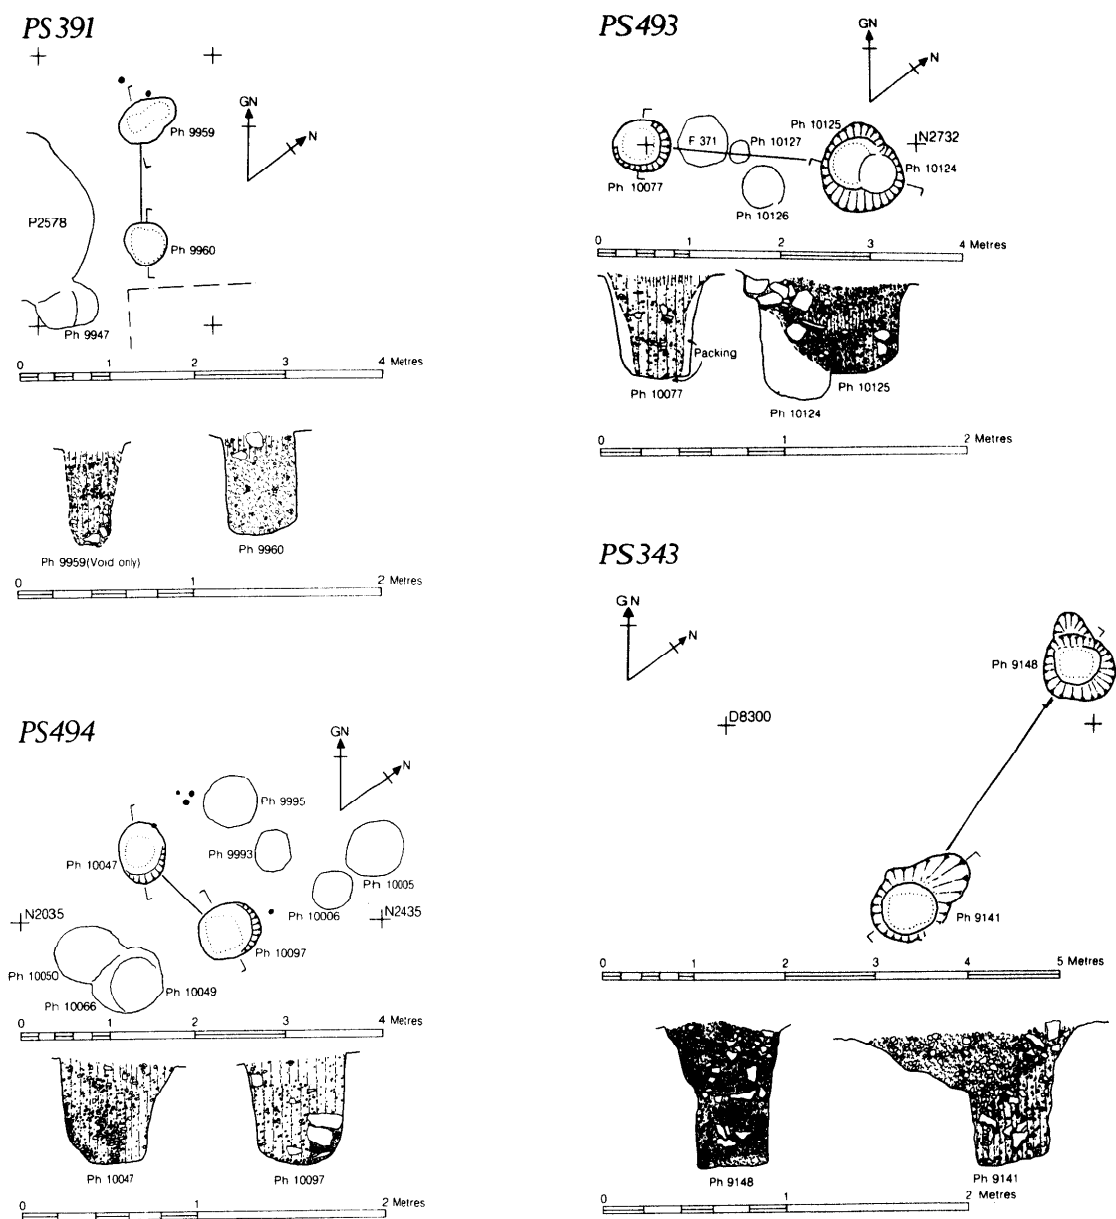 PS391
GN
N
Ph 9959
P2578
Ph 9960
Ph 9947
0 1 2 3 4 Metres
Ph 9959(Void only)
Ph 9960
0 1 2 Metres
PS493
GN
N
Ph 10125
N2732
F 371
Ph 10127
Ph 10124
Ph 10077
Ph 10126
0 1 2 3 4 Metres
Packing
Ph 10077
Ph 10125
Ph 10124
0 1 2 Metres
PS494
GN
N
Ph 9995
Ph 9993
Ph 10047
Ph 10005
Ph 10006
N2035
N2435
Ph 10097
Ph 10050
Ph 10049
Ph 10066
0 1 2 3 4 Metres
Ph 10047
Ph 10097
0 1 2 Metres
PS343
GN
N
Ph 9148
D8300
Ph 9141
0 1 2 3 4 5 Metres
Ph 9148
Ph 9141
0 1 2 Metres